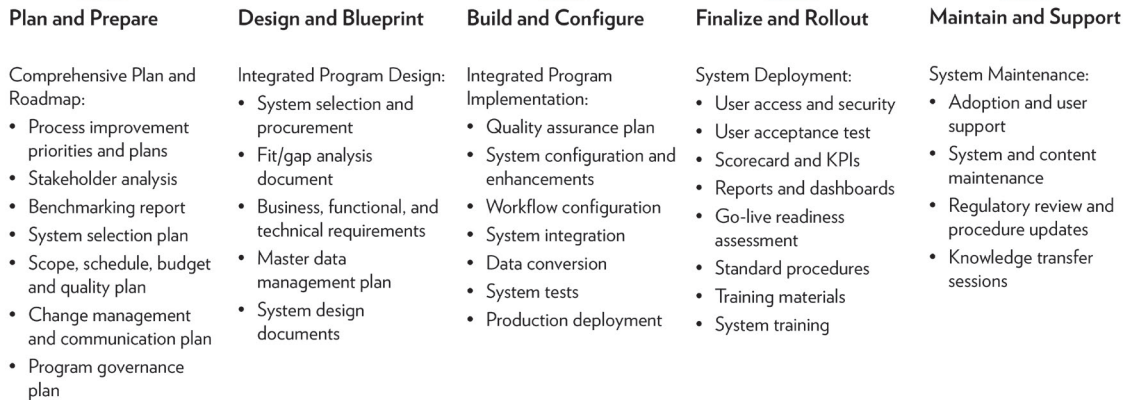 Plan and Prepare
Comprehensive Plan and
Roadmap:
• Process improvement
priorities and plans
• Stakeholder analysis
• Benchmarking report
• System selection plan
• Scope, schedule, budget
and quality plan
• Change management
and communication plan
• Program governance
plan
Design and Blueprint
Integrated Program Design:
• System selection and
procurement
• Fit/gap analysis
document
• Business, functional, and
technical requirements
• Master data
management plan
• System design
documents
Build and Configure
Integrated Program
Implementation:
• Quality assurance plan
• System configuration and
enhancements
• Workflow configuration
• System integration
• Data conversion
• System tests
• Production deployment
Finalize and Rollout
System Deployment:
• User access and security
• User acceptance test
• Scorecard and KPIs
• Reports and dashboards
• Go-live readiness
assessment
• Standard procedures
• Training materials
• System training
Maintain and Support
System Maintenance:
• Adoption and user
support
• System and content
maintenance
• Regulatory review and
procedure updates
• Knowledge transfer
sessions